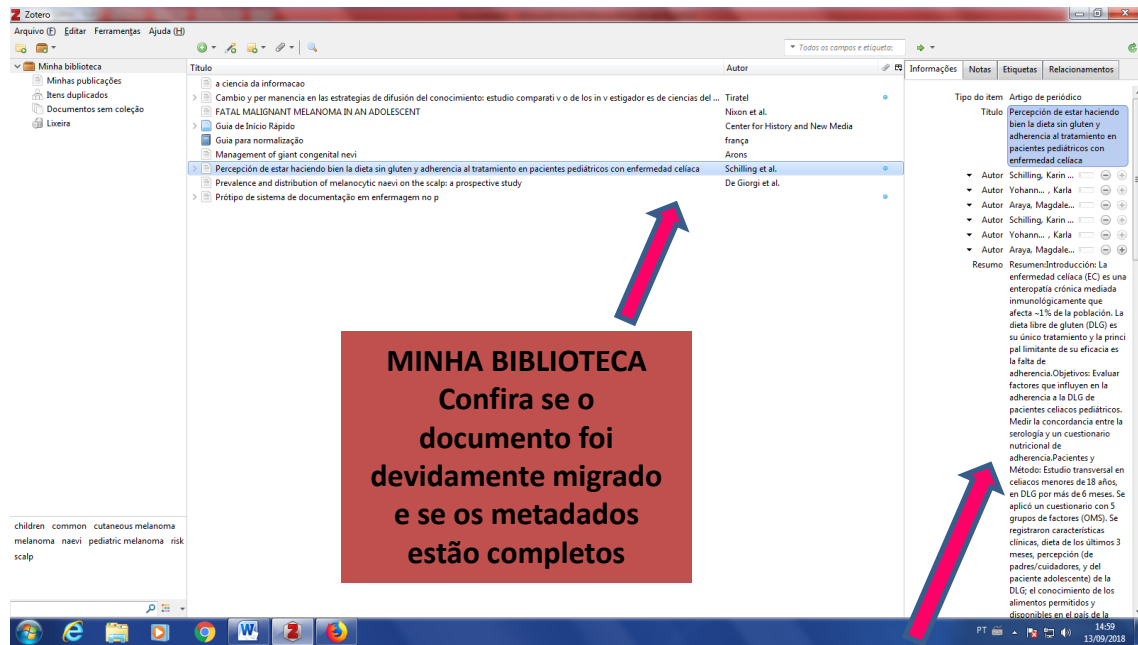 Zotero
Arquivo (F) Editar Ferramentas Ajuda (H)
Todos os campos e etiqueta:
Minha biblioteca
Minhas publicações
Itens duplicados
Documentos sem coleção
Lixeira
Título Autor
a ciencia da informacao
Cambio y per manencia en las estrategias de difusión del conocimiento: estudio comparati v o de los in v estigador es de ciencias del ... Tiratel
FATAL MALIGNANT MELANOMA IN AN ADOLESCENT Nixon et al.
Guia de Início Rápido Center for History and New Media
Guia para normalização frança
Management of giant congenital nevi Arons
Percepción de estar haciendo bien la dieta sin gluten y adherencia al tratamiento en pacientes pediátricos con enfermedad celíaca Schilling et al.
Prevalence and distribution of melanocytic naevi on the scalp: a prospective study De Giorgi et al.
Prótipo de sistema de documentação em enfermagem no p
MINHA BIBLIOTECA
Confira se o
documento foi
devidamente migrado
e se os metadados
estão completos
Informações Notas Etiquetas Relacionamentos
Tipo do item Artigo de periódico
Título Percepción de estar haciendo
bien la dieta sin gluten y
adherencia al tratamiento en
pacientes pediátricos con
enfermedad celíaca
Autor Schilling, Karin ...
Autor Yohann... , Karla
Autor Araya, Magdale...
Autor Schilling, Karin ...
Autor Yohann... , Karla
Autor Araya, Magdale...
Resumo Resumen:Introducción: La
enfermedad celíaca (EC) es una
enteropatía crónica mediada
inmunológicamente que
afecta ~1% de la población. La
dieta libre de gluten (DLG) es
su único tratamiento y la princi
pal limitante de su eficacia es
la falta de
adherencia.Objetivos: Evaluar
factores que influyen en la
adherencia a la DLG de
pacientes celiacos pediátricos.
Medir la concordancia entre la
serología y un cuestionario
nutricional de
adherencia.Pacientes y
Método: Estudio transversal en
celiacos menores de 18 años,
en DLG por más de 6 meses. Se
aplicó un cuestionario con 5
grupos de factores (OMS). Se
registraron características
clínicas, dieta de los últimos 3
meses, percepción (de
padres/cuidadores, y del
paciente adolescente) de la
DLG; el conocimiento de los
alimentos permitidos y
disponibles en el país de la
children common cutaneous melanoma
melanoma naevi pediatric melanoma risk
scalp
PT
14:59
13/09/2018